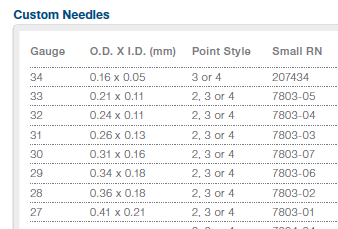 Custom Needles
Gauge O.D. X I.D. (mm) Point Style Small RN
34 0.16 x 0.05 3 or 4 207434
33 0.21 x 0.11 2, 3 or 4 7803-05
32 0.24 x 0.11 2, 3 or 4 7803-04
31 0.26 x 0.13 2, 3 or 4 7803-03
30 0.31 x 0.16 2, 3 or 4 7803-07
29 0.34 x 0.18 2, 3 or 4 7803-06
28 0.36 x 0.18 2, 3 or 4 7803-02
27 0.41 x 0.21 2, 3 or 4 7803-01